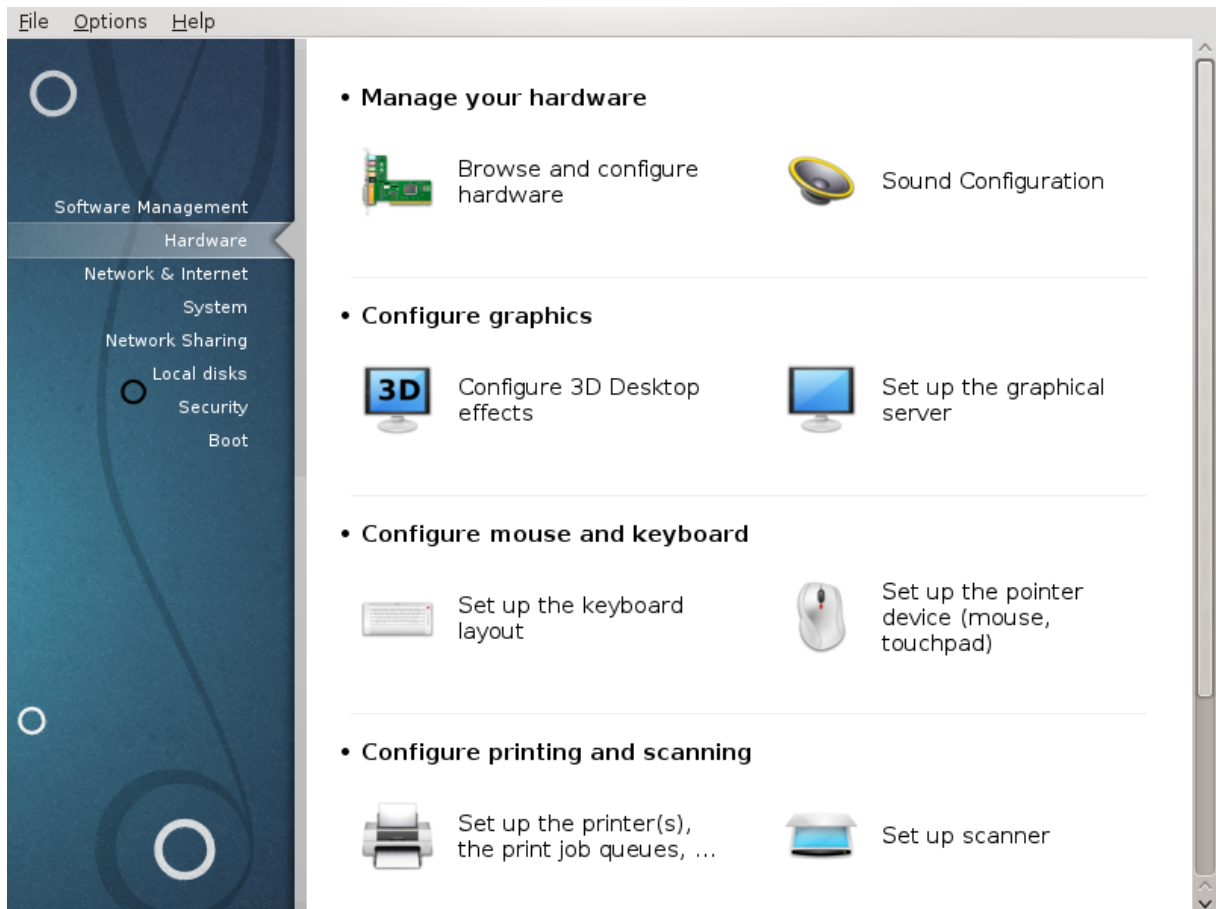 File Options Help
Software Management
Hardware
Network & Internet
System
Network Sharing
Local disks
Security
Boot
• Manage your hardware
Browse and configure
hardware
Sound Configuration
• Configure graphics
3D
Configure 3D Desktop
effects
Set up the graphical
server
• Configure mouse and keyboard
Set up the keyboard
layout
Set up the pointer
device (mouse,
touchpad)
• Configure printing and scanning
Set up the printer(s),
the print job queues, ...
Set up scanner